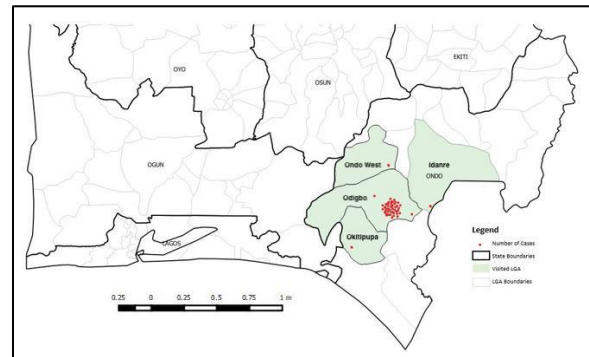 EKITI
OYO
OSUN
Ondo West
Idanre
ONDO
OGUN
Odigbo
Okitipupa
LAGOS
Legend
Number of Cases
State Boundaries
Visited LGA
LGA Boundaries
0.25 0 0.25 0.5 0.75 1 m